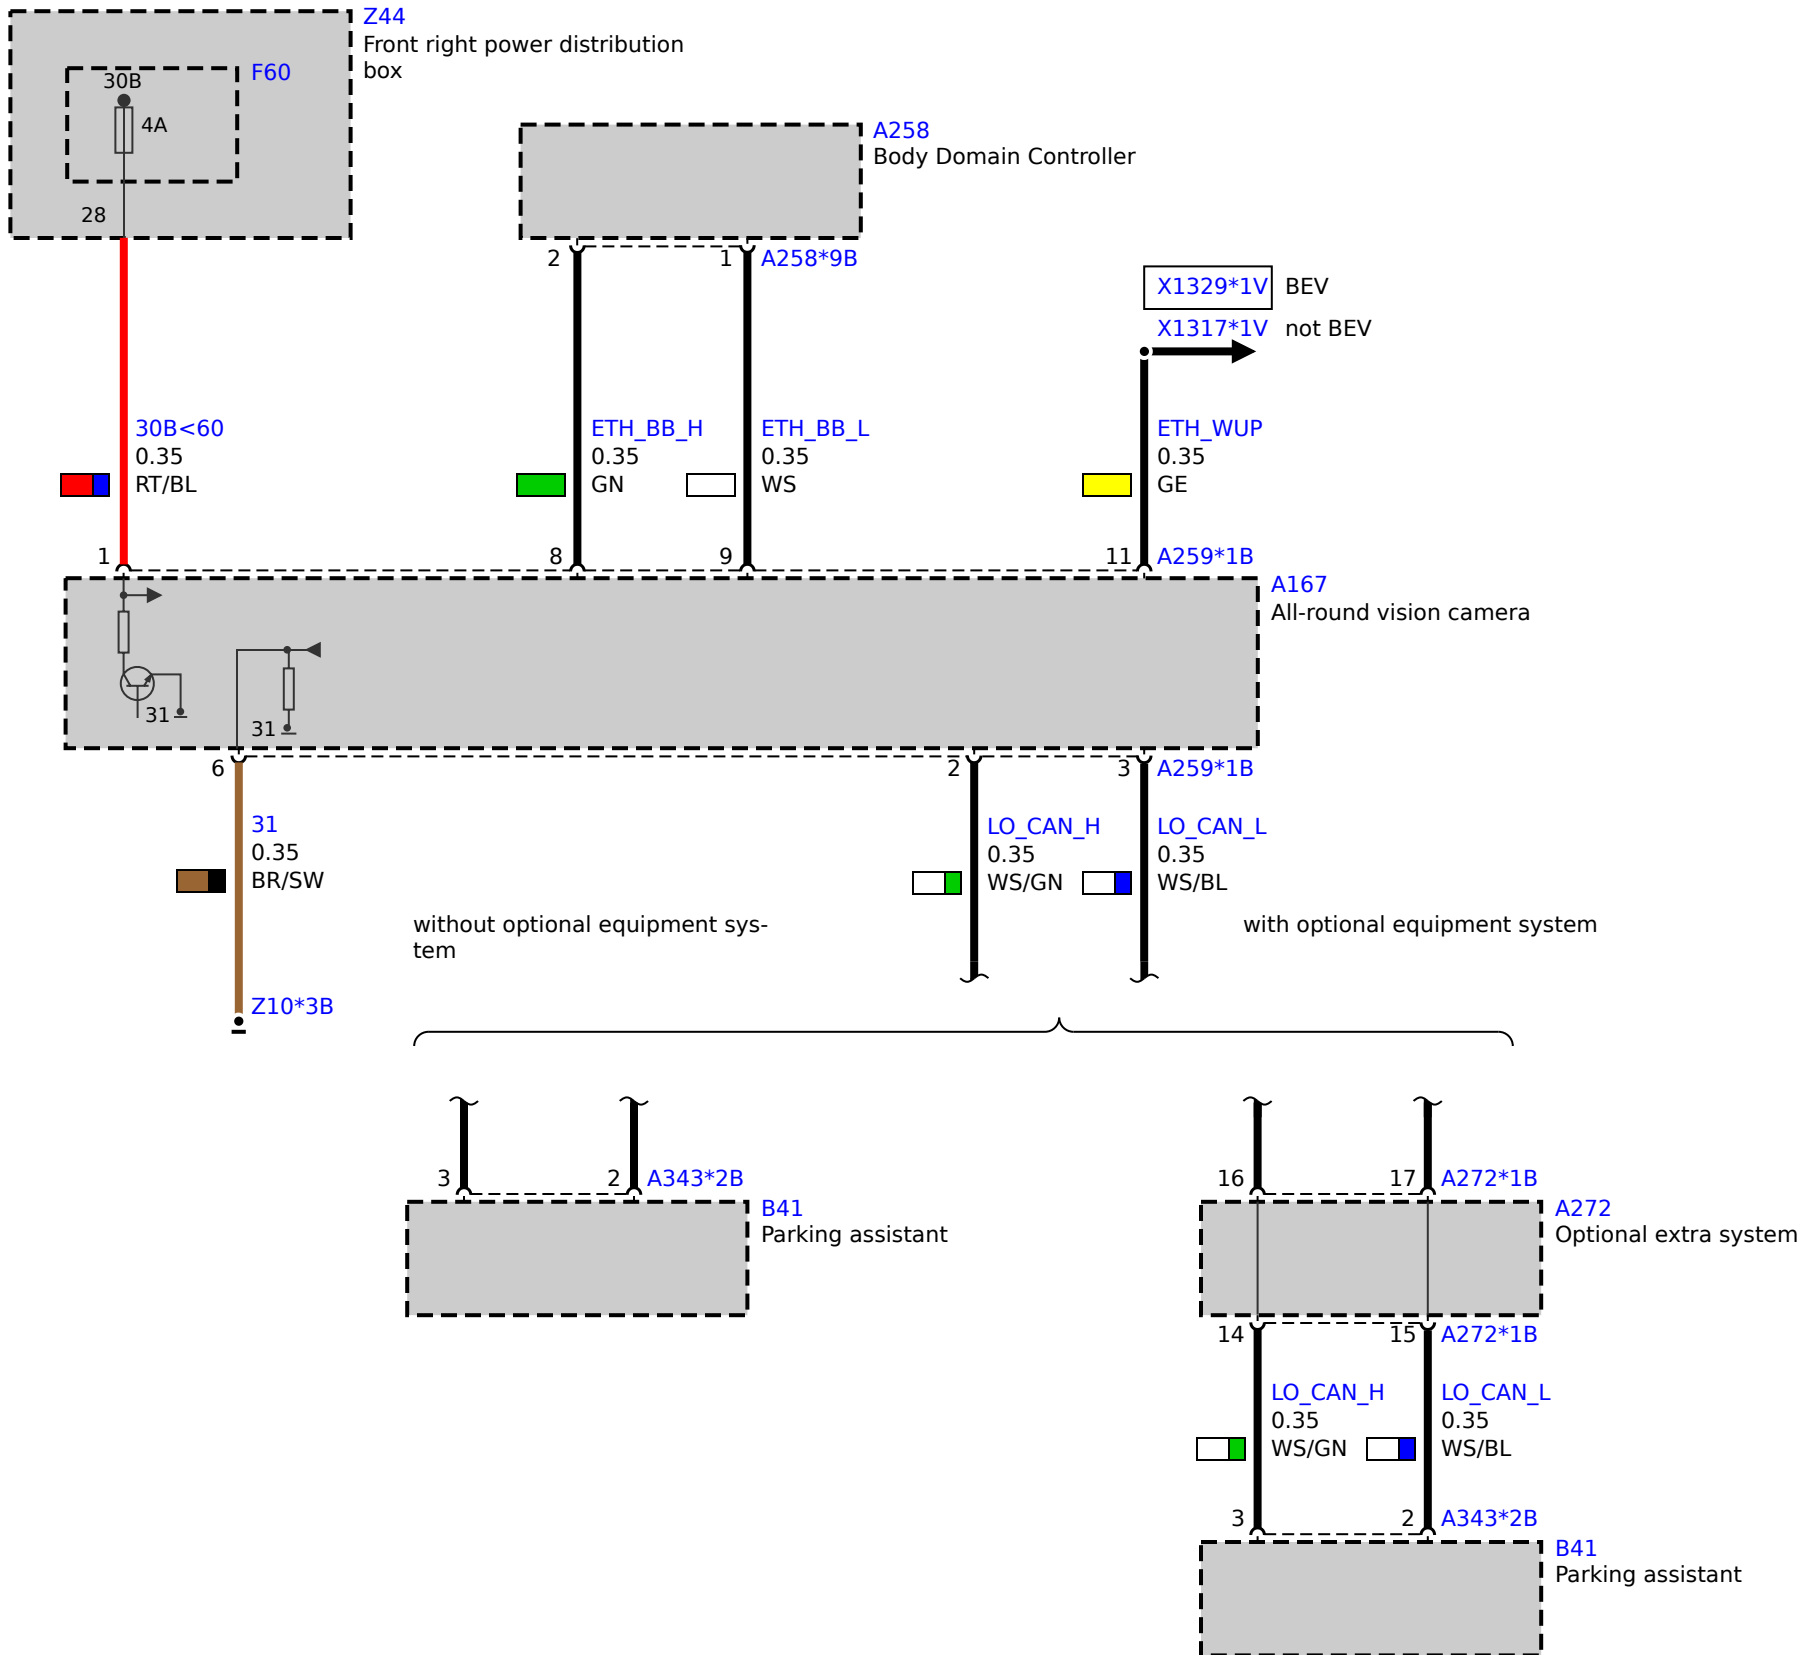 Z44
Front right power distribution
box
F60
30B
4A
28
A258
Body Domain Controller
2
1
A258*9B
X1329*1V
BEV
X1317*1V
not BEV
30B<60
0.35
RT/BL
ETH_BB_H
0.35
GN
ETH_BB_L
0.35
WS
ETH_WUP
0.35
GE
1
8
9
11
A259*1B
A167
All-round vision camera
31
31
6
2
3
A259*1B
31
0.35
BR/SW
LO_CAN_H
0.35
WS/GN
LO_CAN_L
0.35
WS/BL
without optional equipment sys-
tem
with optional equipment system
Z10*3B
3
2
A343*2B
B41
Parking assistant
16
17
A272*1B
A272
Optional extra system
14
15
A272*1B
LO_CAN_H
0.35
WS/GN
LO_CAN_L
0.35
WS/BL
3
2
A343*2B
B41
Parking assistant